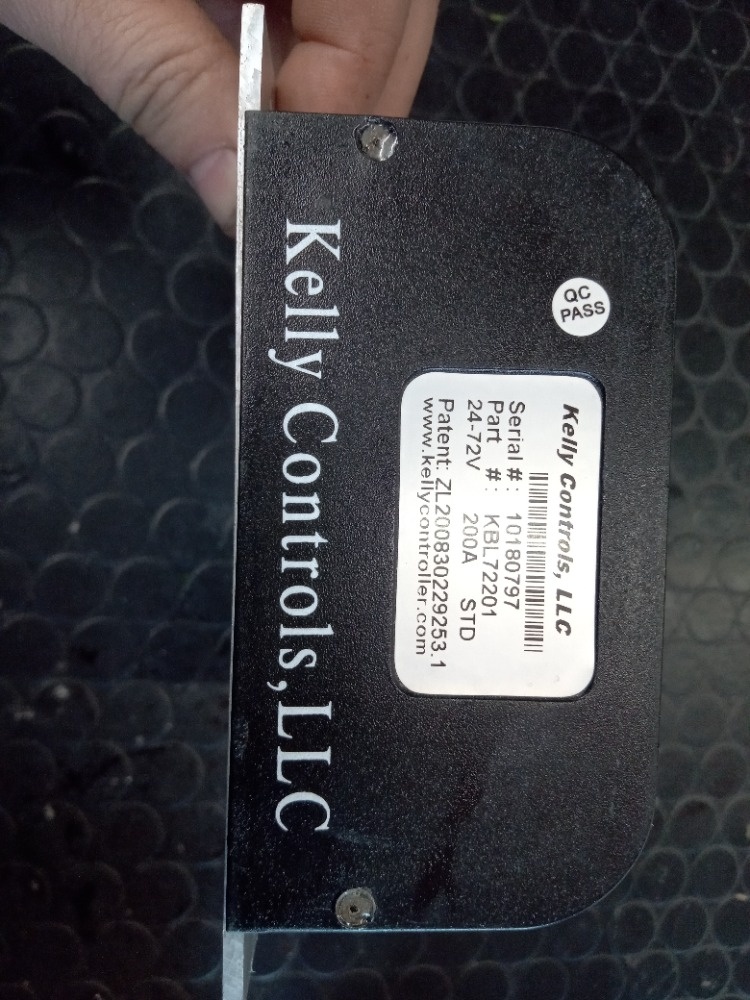 QC
PASS
Kelly Controls, LLC
Serial #: 10180797
Part #: KBL72201
24-72V 200A STD
Patent: ZL200830229253.1
www.kellycontroller.com
Kelly Controls,LLC